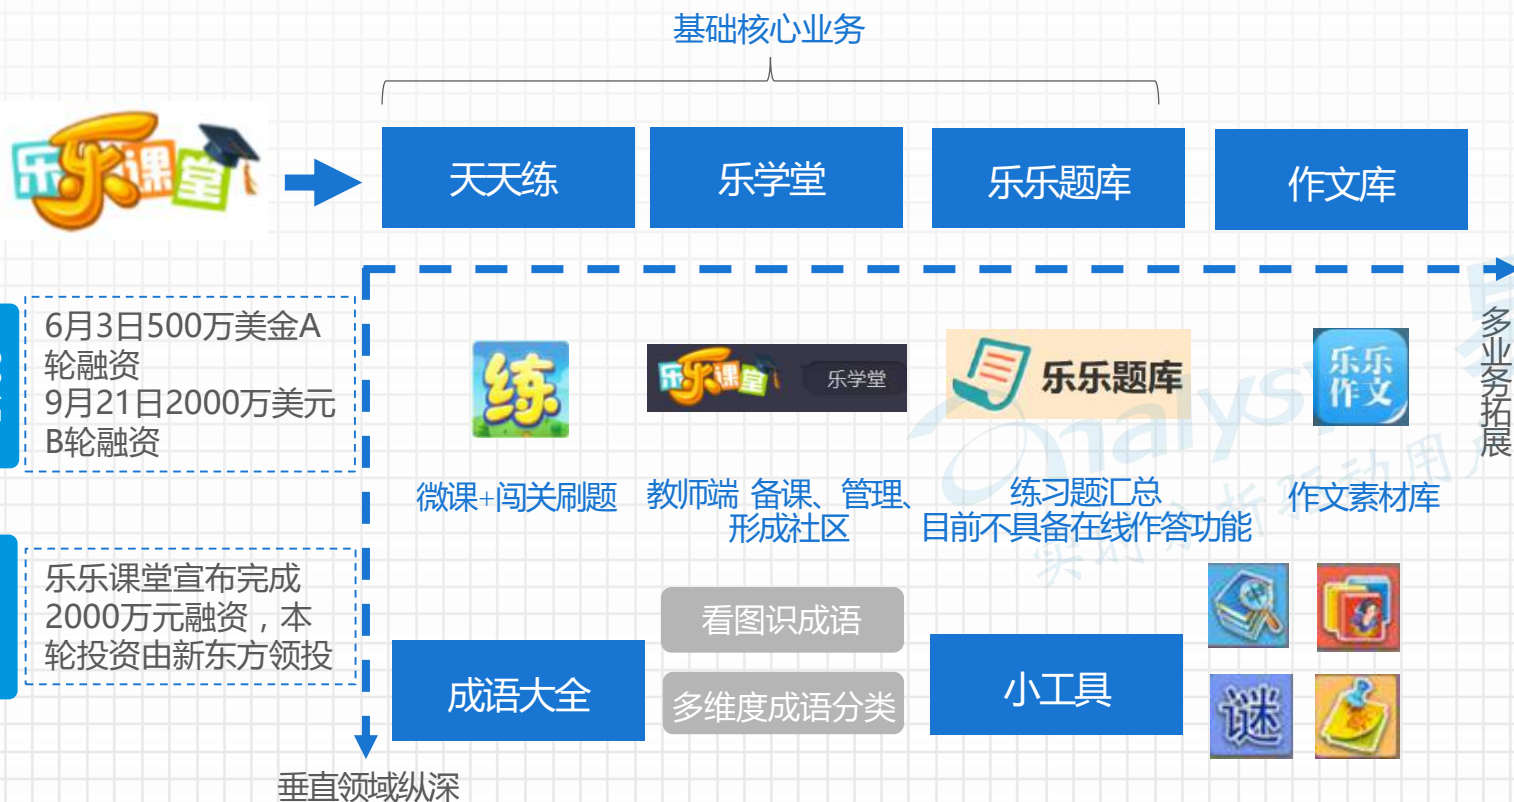 基础核心业务
乐乐课堂
天天练
乐学堂
乐乐题库
作文库
6月3日500万美金A
轮融资
9月21日2000万美元
B轮融资
练
乐乐课堂 乐学堂
乐乐题库
乐乐
作文
多业务拓展
微课+闯关刷题
教师端 备课、管理、
形成社区
练习题汇总
目前不具备在线作答功能
作文素材库
乐乐课堂宣布完成
2000万元融资，本
轮投资由新东方领投
成语大全
看图识成语
多维度成语分类
小工具
谜
垂直领域纵深